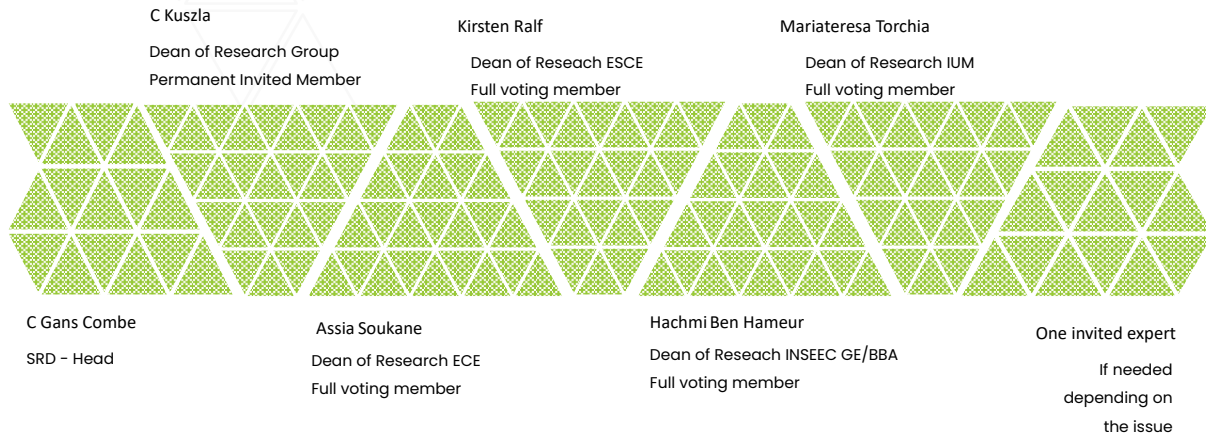 C Kuszla
Dean of Research Group
Permanent Invited Member
Kirsten Ralf
Dean of Reseach ESCE
Full voting member
Mariateresa Torchia
Dean of Research IUM
Full voting member
C Gans Combe
SRD - Head
Assia Soukane
Dean of Research ECE
Full voting member
Hachmi Ben Hameur
Dean of Reseach INSEEC GE/BBA
Full voting member
One invited expert
If needed
depending on
the issue